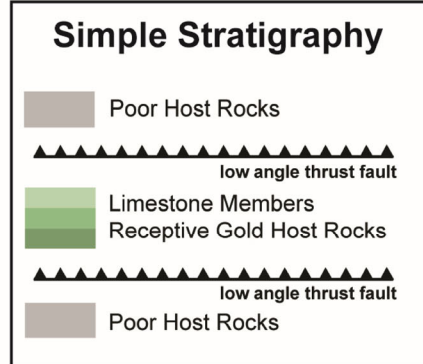 Simple Stratigraphy
Poor Host Rocks
low angle thrust fault
Limestone Members
Receptive Gold Host Rocks
low angle thrust fault
Poor Host Rocks